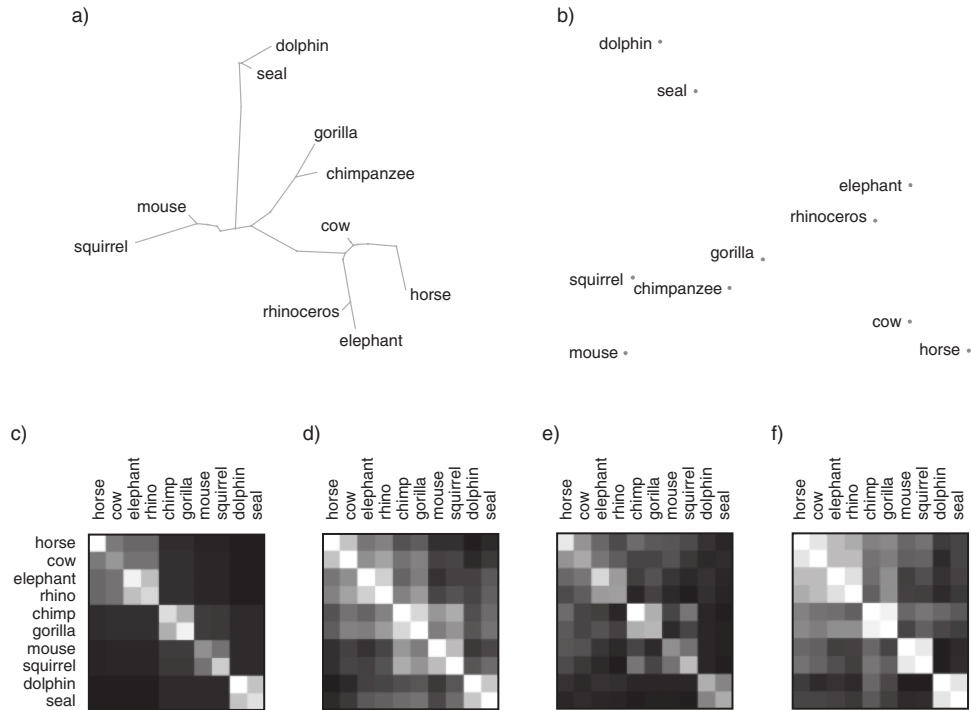 a)
dolphin
seal
gorilla
chimpanzee
mouse
cow
squirrel
horse
rhinoceros
elephant
b)
dolphin
seal
elephant
rhinoceros
gorilla
squirrel
chimpanzee
cow
horse
mouse
c)
horse
cow
elephant
rhino
chimp
gorilla
mouse
squirrel
dolphin
seal
horse
cow
elephant
rhino
chimp
gorilla
mouse
squirrel
dolphin
seal
d)
horse
cow
elephant
rhino
chimp
gorilla
mouse
squirrel
dolphin
seal
e)
horse
cow
elephant
rhino
chimp
gorilla
mouse
squirrel
dolphin
seal
f)
horse
cow
elephant
rhino
chimp
gorilla
mouse
squirrel
dolphin
seal